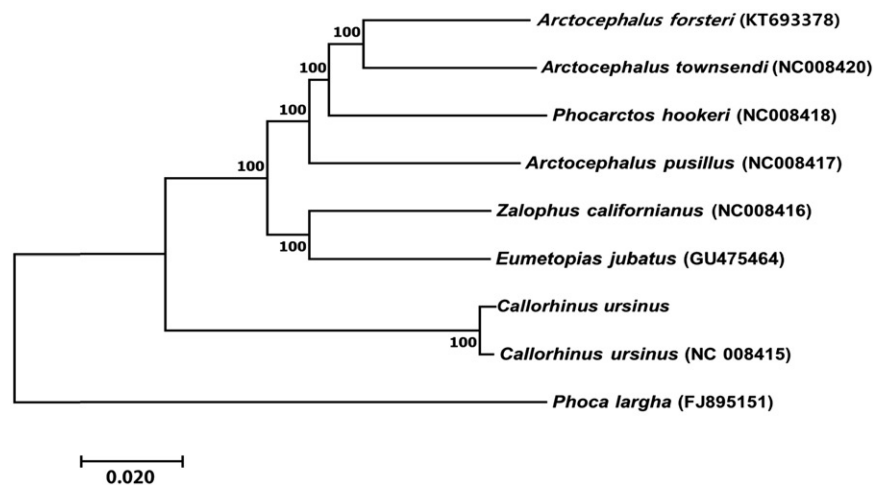 Arctocephalus forsteri (KT693378)
100
Arctocephalus townsendi (NC008420)
100
Phocarctos hookeri (NC008418)
100
Arctocephalus pusillus (NC008417)
100
Zalophus californianus (NC008416)
100
Eumetopias jubatus (GU475464)
Callorhinus ursinus
100
Callorhinus ursinus (NC 008415)
Phoca largha (FJ895151)
0.020